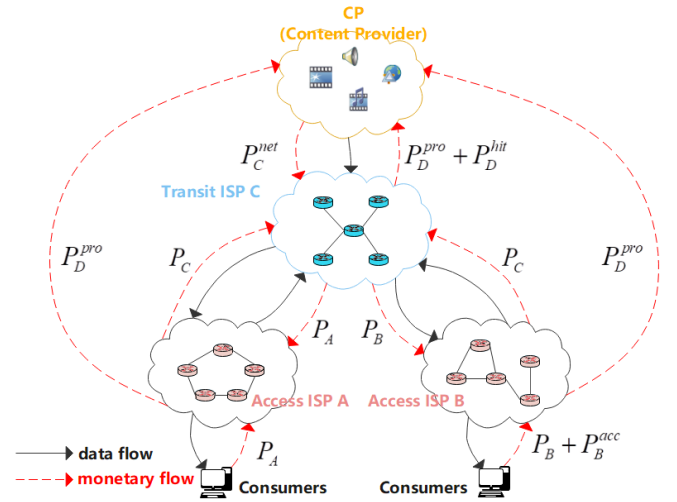 CP
(Content Provider)
P_C^{net}
P_D^{pro} + P_D^{hit}
Transit ISP C
P_D^{pro}
P_C
P_C
P_D^{pro}
P_A
P_B
Access ISP A
Access ISP B
data flow
monetary flow
P_A
P_B + P_B^{acc}
Consumers
Consumers